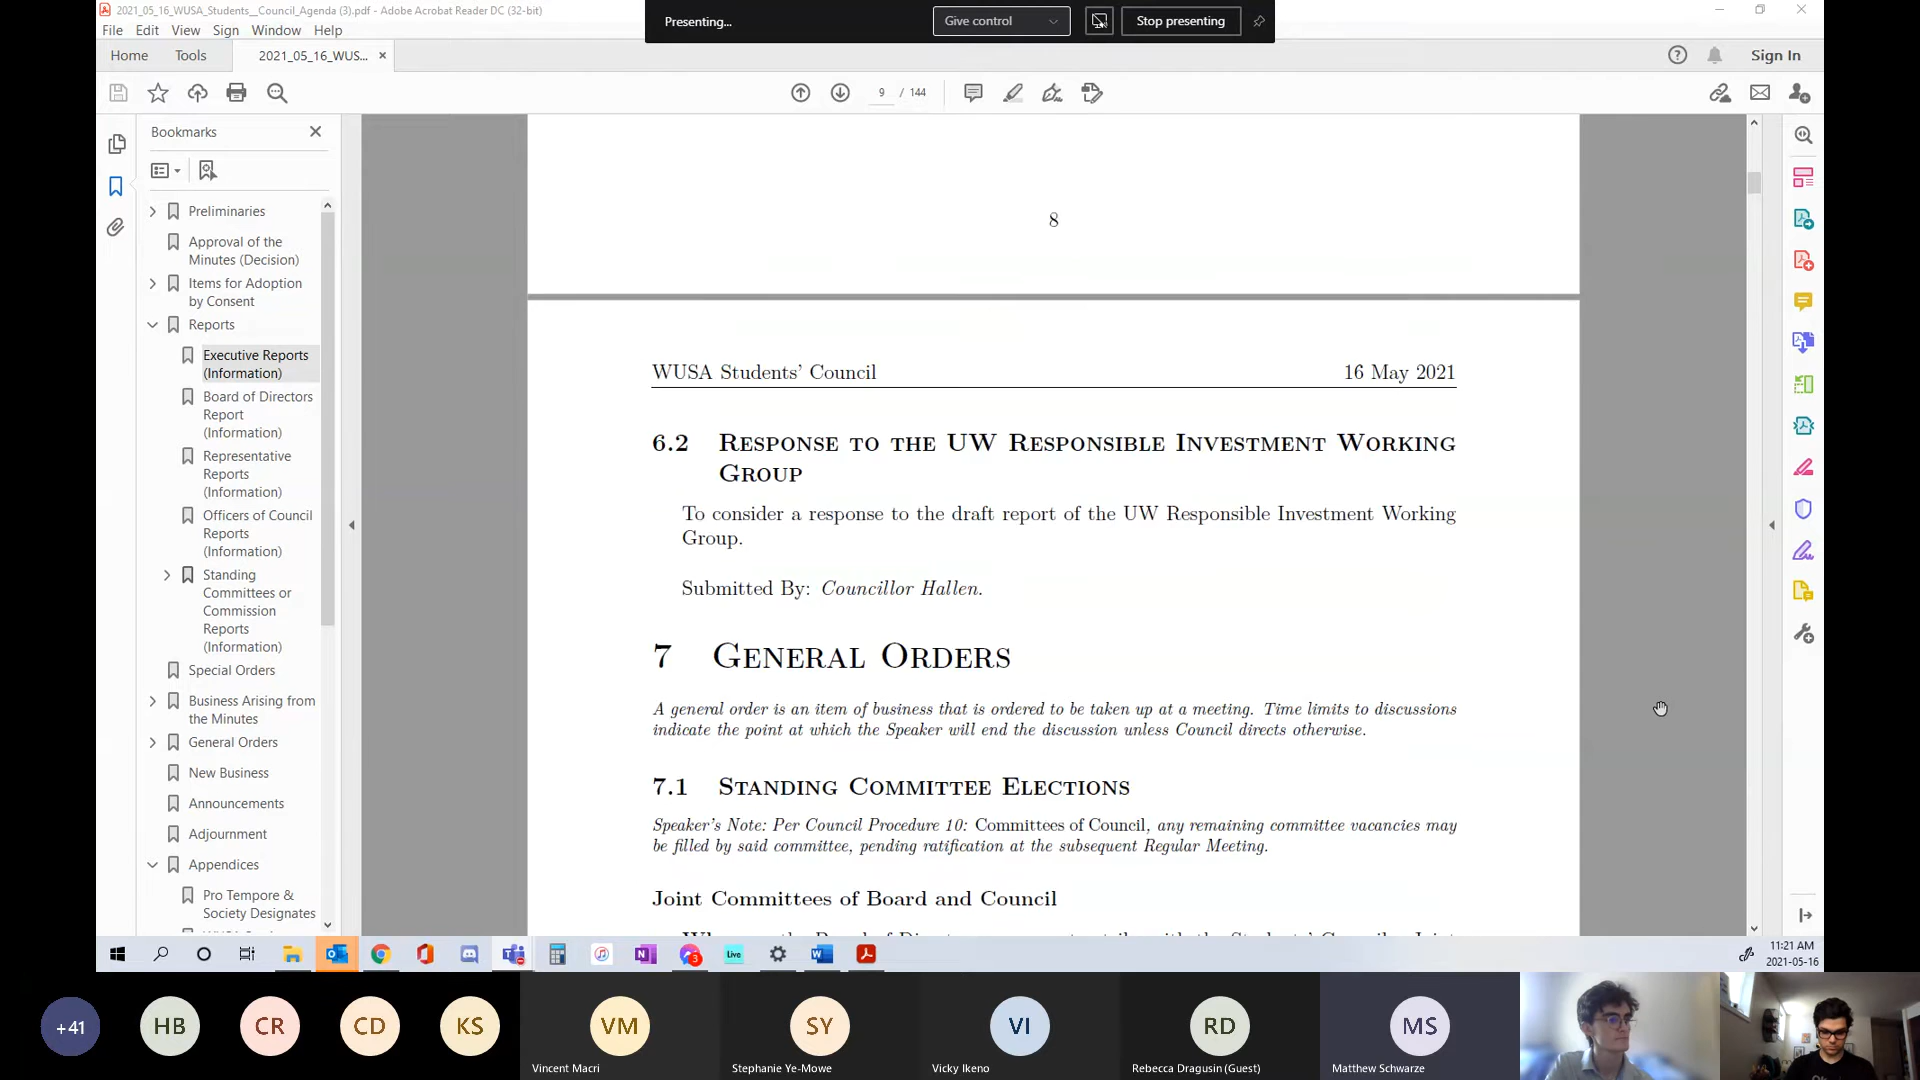 2021_05_16_WUSA_Students__Council_Agenda (3).pdf - Adobe Acrobat Reader DC (32-bit)
Presenting...
Give control
Stop presenting
File Edit View Sign Window Help
Home Tools 2021_05_16_WUS... ×
Sign In
9 / 144
Bookmarks
Preliminaries
Approval of the
Minutes (Decision)
Items for Adoption
by Consent
Reports
Executive Reports
(Information)
Board of Directors
Report
(Information)
Representative
Reports
(Information)
Officers of Council
Reports
(Information)
Standing
Committees or
Commission
Reports
(Information)
Special Orders
Business Arising from
the Minutes
General Orders
New Business
Announcements
Adjournment
Appendices
Pro Tempore &
Society Designates
8
WUSA Students' Council 16 May 2021
6.2 Response to the UW Responsible Investment Working
Group
To consider a response to the draft report of the UW Responsible Investment Working
Group.
Submitted By: Councillor Hallen.
7 General Orders
A general order is an item of business that is ordered to be taken up at a meeting. Time limits to discussions
indicate the point at which the Speaker will end the discussion unless Council directs otherwise.
7.1 Standing Committee Elections
Speaker's Note: Per Council Procedure 10: Committees of Council, any remaining committee vacancies may
be filled by said committee, pending ratification at the subsequent Regular Meeting.
Joint Committees of Board and Council
3
Live
11:21 AM
2021-05-16
+41 HB CR CD KS VM SY VI RD MS
Vincent Macri
Stephanie Ye-Mowe
Vicky Ikeno
Rebecca Dragusin (Guest)
Matthew Schwarze